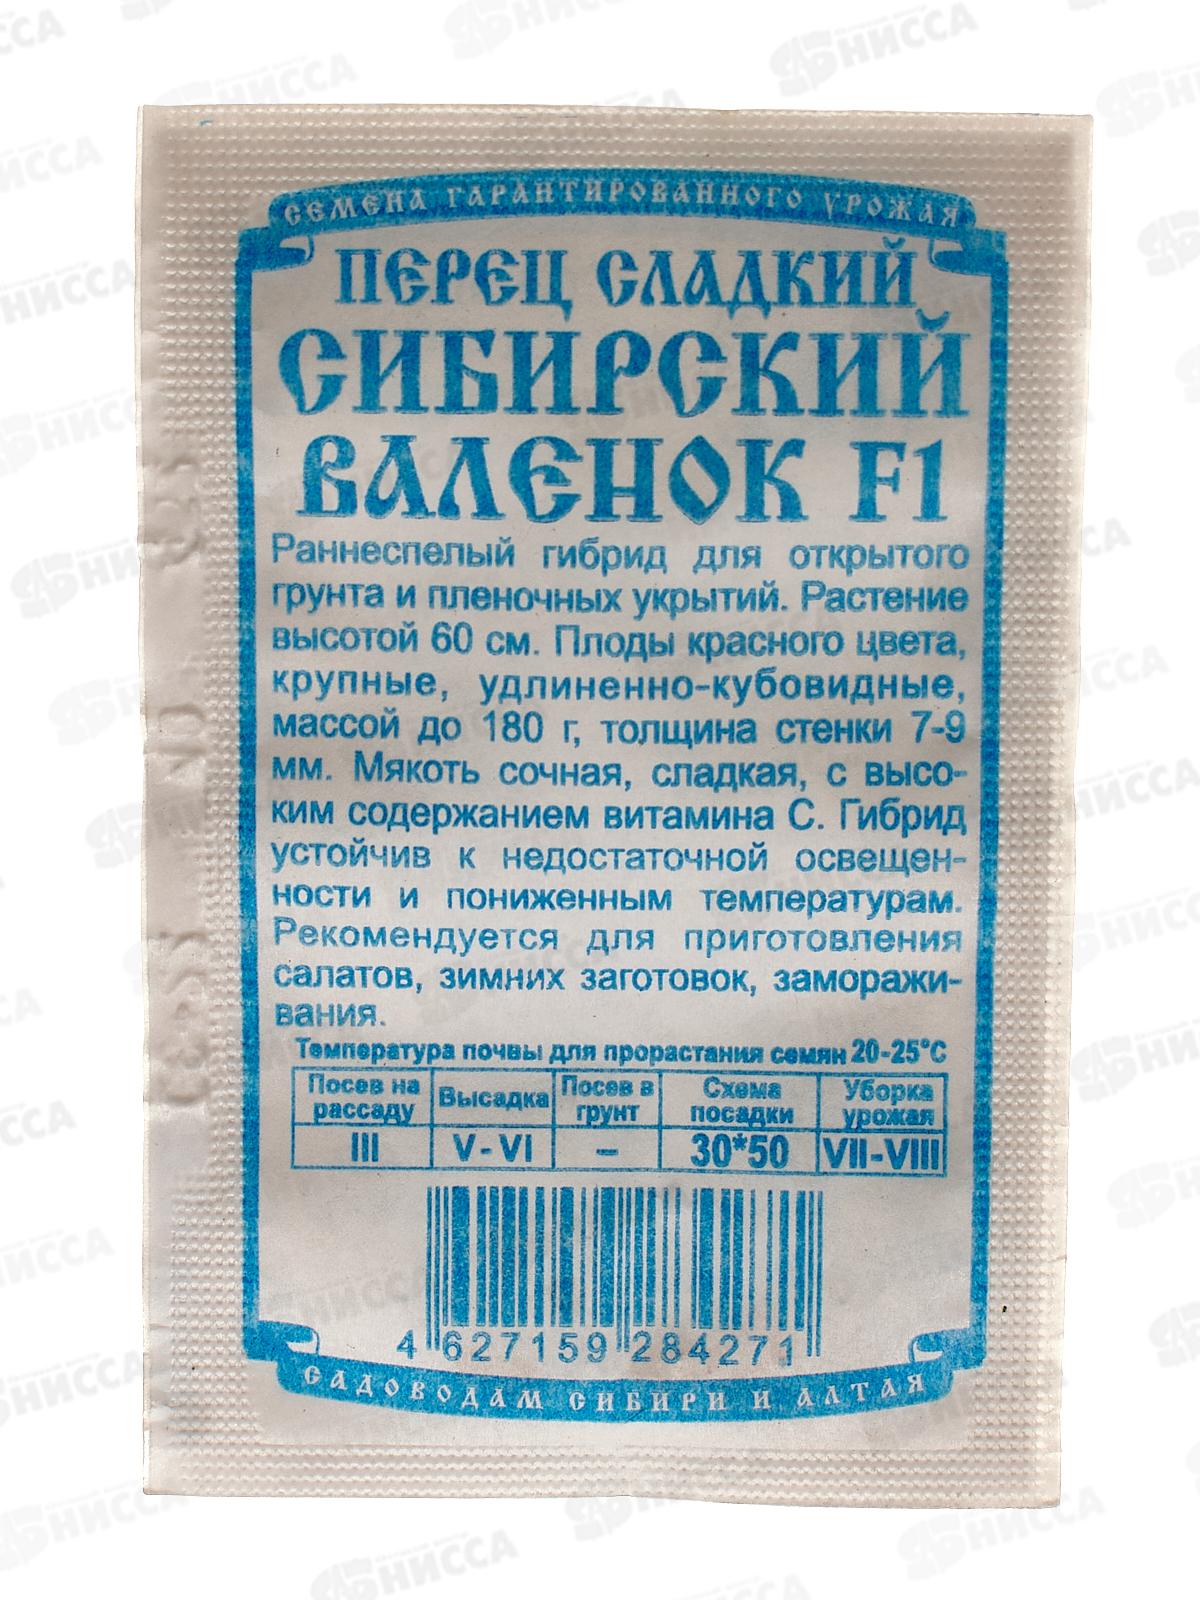 СЕМЕНА ГАРАНТИРОВАННОГО УРОЖАЯ
ПЕРЕЦ СЛАДКИЙ
СИБИРСКИЙ
ВАЛЕНОК F1
Раннеспелый гибрид для открытого
грунта и пленочных укрытий. Растение
высотой 60 см. Плоды красного цвета,
крупные, удлиненно-кубовидные,
массой до 180 г, толщина стенки 7-9
мм. Мякоть сочная, сладкая, с высо-
ким содержанием витамина С. Гибрид
устойчив к недостаточной освещен-
ности и пониженным температурам.
Рекомендуется для приготовления
салатов, зимних заготовок, заморажи-
вания.
Температура почвы для прорастания семян 20-25°С
Посев на рассаду Высадка Посев в грунт Схема посадки Уборка урожая
III V-VI – 30*50 VII-VIII
4 627159 284271
САДОВОДАМ СИБИРИ И АЛТАЯ
НИССА